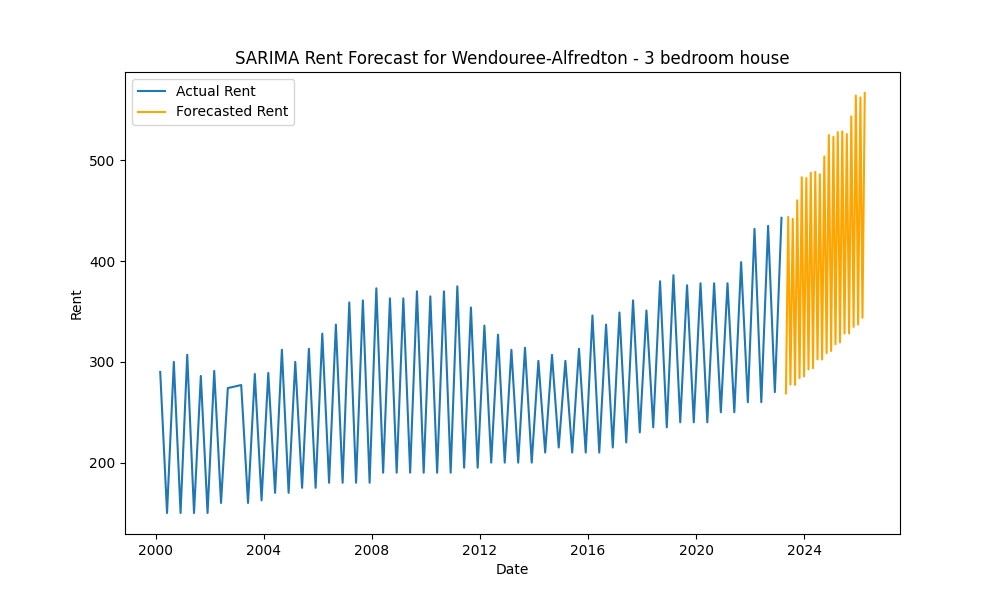 SARIMA Rent Forecast for Wendouree-Alfredton - 3 bedroom house
Actual Rent
Forecasted Rent
500
400
300
200
Rent
2000 2004 2008 2012 2016 2020 2024
Date